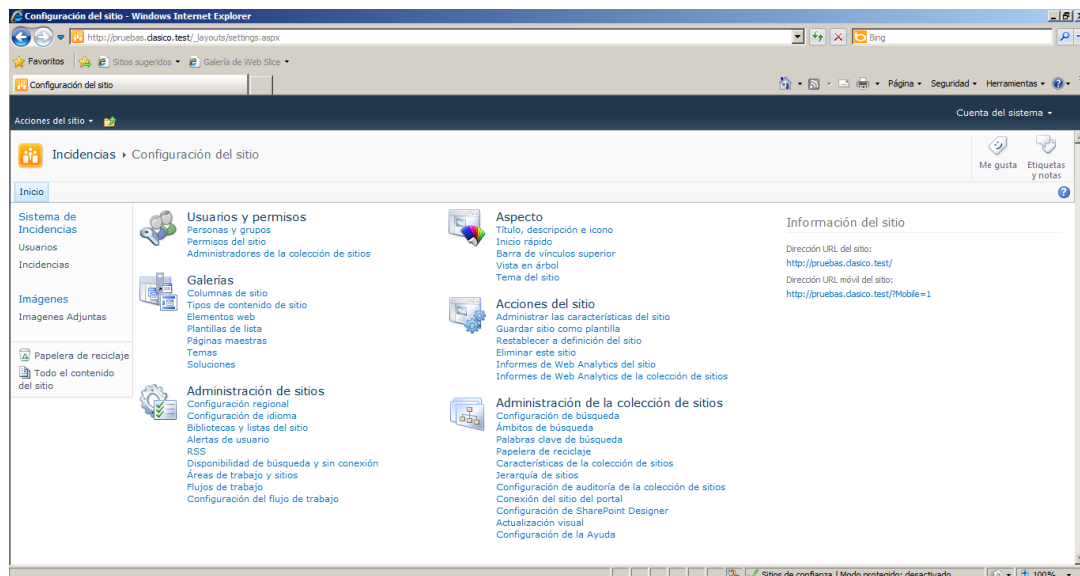 Configuración del sitio - Windows Internet Explorer
http://pruebas.clasico.test/_layouts/settings.aspx
Bing
Favoritos
Sitios sugeridos
Galería de Web Slice
Configuración del sitio
Página
Seguridad
Herramientas
Cuenta del sistema
Acciones del sitio
Incidencias
Configuración del sitio
Me gusta
Etiquetas
y notas
Inicio
Sistema de
Incidencias
Usuarios
Incidencias
Imágenes
Imagenes Adjuntas
Papelera de reciclaje
Todo el contenido
del sitio
Usuarios y permisos
Personas y grupos
Permisos del sitio
Administradores de la colección de sitios
Galerías
Columnas de sitio
Tipos de contenido de sitio
Elementos web
Plantillas de lista
Páginas maestras
Temas
Soluciones
Administración de sitios
Configuración regional
Configuración de idioma
Bibliotecas y listas del sitio
Alertas de usuario
RSS
Disponibilidad de búsqueda y sin conexión
Áreas de trabajo y sitios
Flujos de trabajo
Configuración del flujo de trabajo
Aspecto
Título, descripción e icono
Inicio rápido
Barra de vínculos superior
Vista en árbol
Tema del sitio
Acciones del sitio
Administrar las características del sitio
Guardar sitio como plantilla
Restablecer a definición del sitio
Eliminar este sitio
Informes de Web Analytics del sitio
Informes de Web Analytics de la colección de sitios
Administración de la colección de sitios
Configuración de búsqueda
Ámbitos de búsqueda
Palabras clave de búsqueda
Papelera de reciclaje
Características de la colección de sitios
Jerarquía de sitios
Configuración de auditoría de la colección de sitios
Conexión del sitio del portal
Configuración de SharePoint Designer
Actualización visual
Configuración de la Ayuda
Información del sitio
Dirección URL del sitio:
http://pruebas.clasico.test/
Dirección URL móvil del sitio:
http://pruebas.clasico.test/?Mobile=1
Sitios de confianza | Modo protegido: desactivado
100%